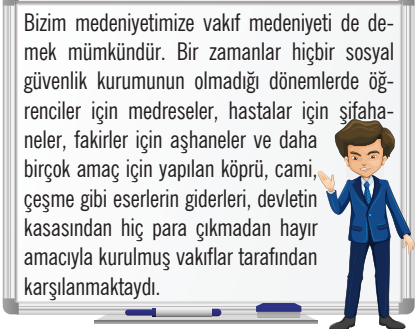 Bizim medeniyetimize vakıf medeniyeti de de-
mek mümkündür. Bir zamanlar hiçbir sosyal
güvenlik kurumunun olmadığı dönemlerde öğ-
renciler için medreseler, hastalar için şifaha-
neler, fakirler için aşhaneler ve daha
birçok amaç için yapılan köprü, cami,
çeşme gibi eserlerin giderleri, devletin
kasasından hiç para çıkmadan hayır
amacıyla kurulmuş vakıflar tarafından
karşılanmaktaydı.